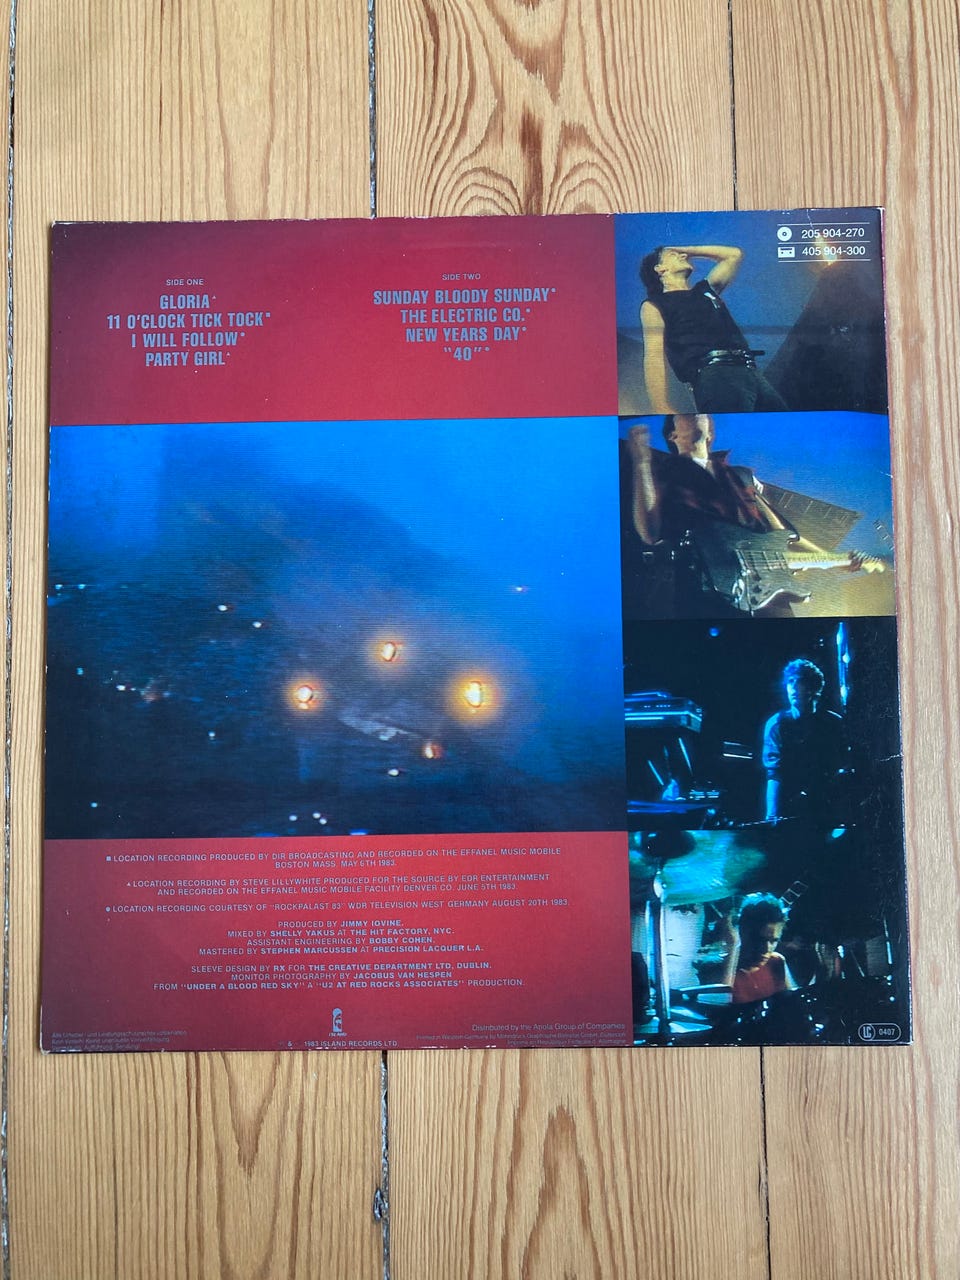 205 904-270
405 904-300
SIDE ONE
GLORIA▲
11 O'CLOCK TICK TOCK■
I WILL FOLLOW●
PARTY GIRL▲
SIDE TWO
SUNDAY BLOODY SUNDAY●
THE ELECTRIC CO.●
NEW YEARS DAY●
"40"●
■ LOCATION RECORDING PRODUCED BY DIR BROADCASTING AND RECORDED ON THE EFFANEL MUSIC MOBILE
BOSTON MASS. MAY 6TH 1983.
▲ LOCATION RECORDING BY STEVE LILLYWHITE PRODUCED FOR THE SOURCE BY EDR ENTERTAINMENT
AND RECORDED ON THE EFFANEL MUSIC MOBILE FACILITY DENVER CO. JUNE 5TH 1983.
● LOCATION RECORDING COURTESY OF "ROCKPALAST 83" WDR TELEVISION WEST GERMANY AUGUST 20TH 1983.
PRODUCED BY JIMMY IOVINE.
MIXED BY SHELLY YAKUS AT THE HIT FACTORY, NYC.
ASSISTANT ENGINEERING BY BOBBY COHEN.
MASTERED BY STEPHEN MARCUSSEN AT PRECISION LACQUER L.A.
SLEEVE DESIGN BY RX FOR THE CREATIVE DEPARTMENT LTD, DUBLIN.
MONITOR PHOTOGRAPHY BY JACOBUS VAN HESPEN
FROM "UNDER A BLOOD RED SKY" A "U2 AT RED ROCKS ASSOCIATES" PRODUCTION.
& 1983 ISLAND RECORDS LTD.
Distributed by the Ariola Group of Companies
LC 0407